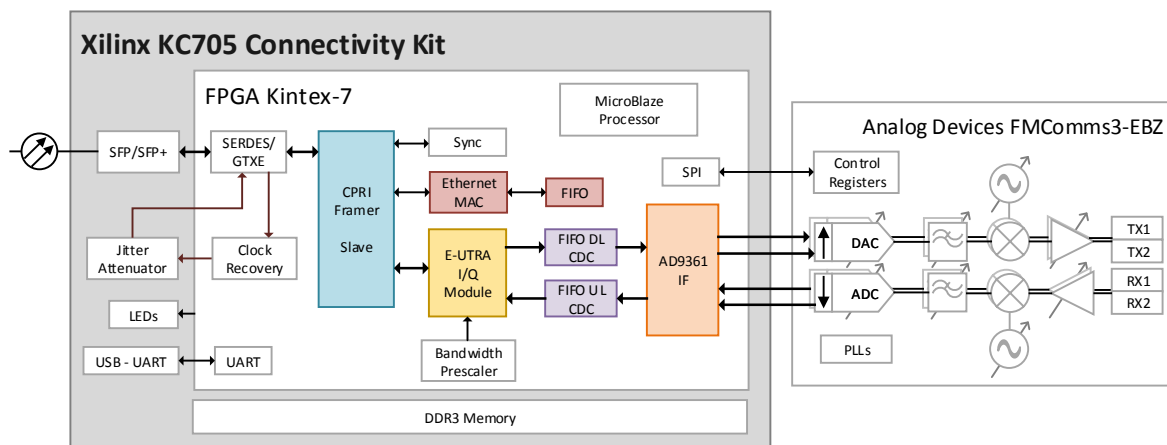 Xilinx KC705 Connectivity Kit
FPGA Kintex-7
MicroBlaze
Processor
Analog Devices FMComms3-EBZ
SFP/SFP+
SERDES/
GTXE
Sync
SPI
Control
Registers
CPRI
Framer
Slave
Ethernet
MAC
FIFO
Jitter
Attenuator
Clock
Recovery
E-UTRA
I/Q
Module
FIFO DL
CDC
FIFO UL
CDC
AD9361
IF
DAC
ADC
TX1
TX2
RX1
RX2
LEDs
USB - UART
UART
Bandwidth
Prescaler
PLLs
DDR3 Memory